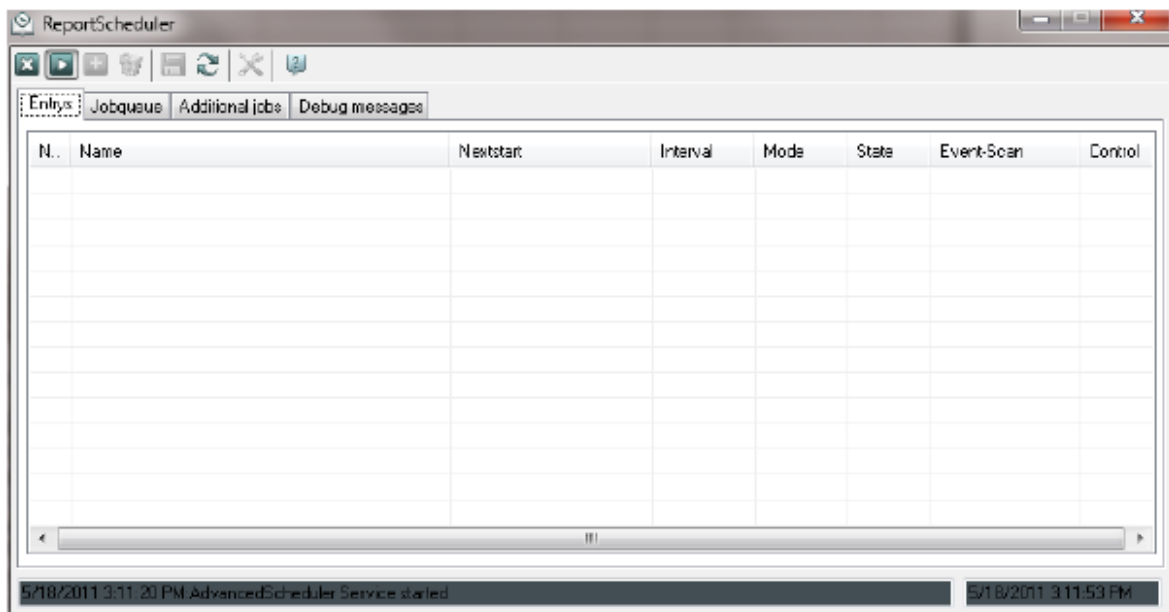 ReportScheduler
Entrys Jobqueue Additional jobs Debug messages
N.. Name Nextstart Interval Mode State Event-Scan Control
5/18/2011 3:11:20 PM AdvancedScheduler Service started 5/18/2011 3:11:53 PM